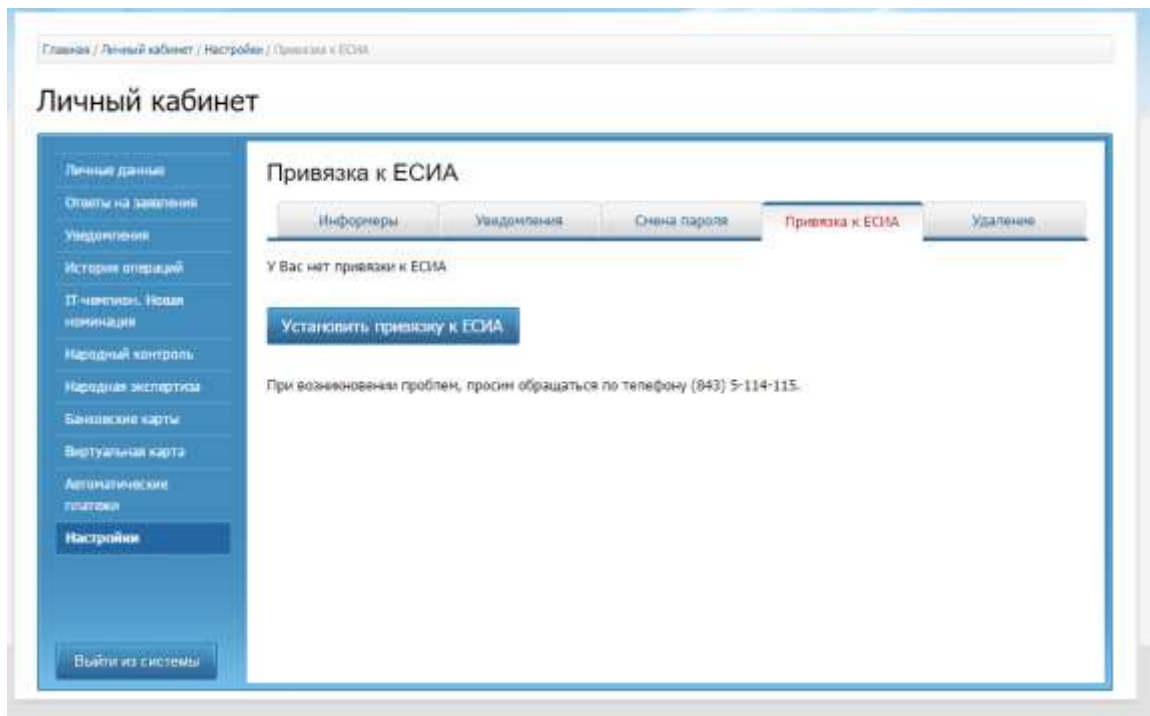 Главная / Личный кабинет / Настройки / Привязка к ЕСИА
Личный кабинет
Личные данные
Ответы на заявления
Уведомления
История операций
IT-чемпион. Новая
номинация
Народный контроль
Народная экспертиза
Банковские карты
Виртуальная карта
Автоматические
платежи
Настройки
Выйти из системы
Привязка к ЕСИА
Информеры
Уведомления
Смена пароля
Привязка к ЕСИА
Удаление
У Вас нет привязки к ЕСИА
Установить привязку к ЕСИА
При возникновении проблем, просим обращаться по телефону (843) 5-114-115.